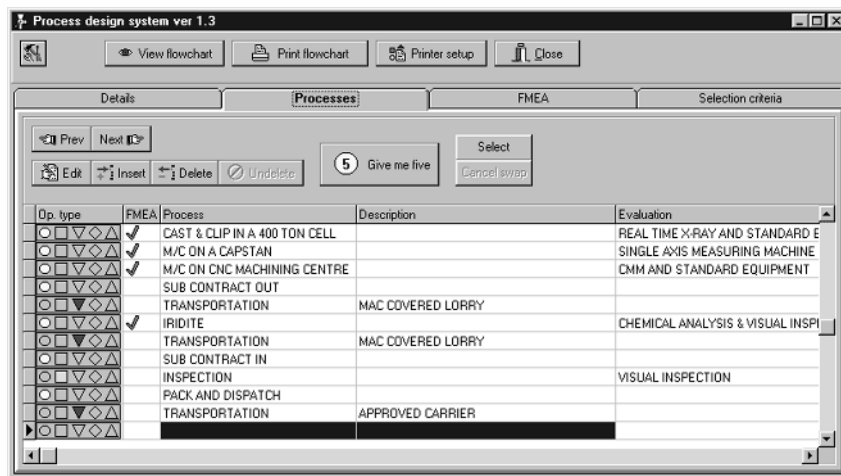 Process design system ver 1.3
View flowchart Print flowchart Printer setup Close
Details Processes FMEA Selection criteria
Prev Next
Edit Insert Delete Undelete 5 Give me five Select
Cancel swap
Op. type FMEA Process Description Evaluation
CAST & CLIP IN A 400 TON CELL REAL TIME X-RAY AND STANDARD E
M/C ON A CAPSTAN SINGLE AXIS MEASURING MACHINE
M/C ON CNC MACHINING CENTRE CMM AND STANDARD EQUIPMENT
SUB CONTRACT OUT
TRANSPORTATION MAC COVERED LORRY
IRIDITE CHEMICAL ANALYSIS & VISUAL INSPI
TRANSPORTATION MAC COVERED LORRY
SUB CONTRACT IN
INSPECTION VISUAL INSPECTION
PACK AND DISPATCH
TRANSPORTATION APPROVED CARRIER